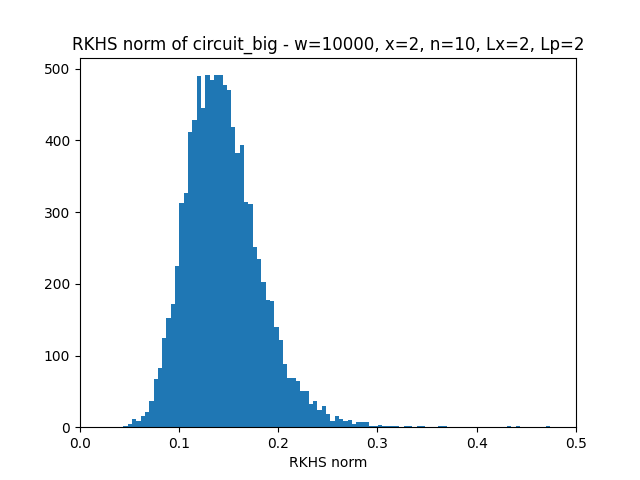 RKHS norm of circuit_big - w=10000, x=2, n=10, Lx=2, Lp=2
500
400
300
200
100
0
0.0 0.1 0.2 0.3 0.4 0.5
RKHS norm